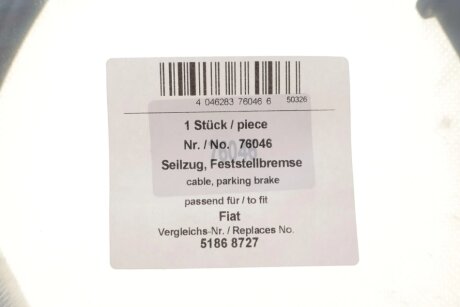 4 046283 76046 6
50326
1 Stück / piece
Nr. / No. 76046
76046
Seilzug, Feststellbremse
cable, parking brake
passend für / to fit
Fiat
Vergleichs-Nr. / Replaces No.
5186 8727